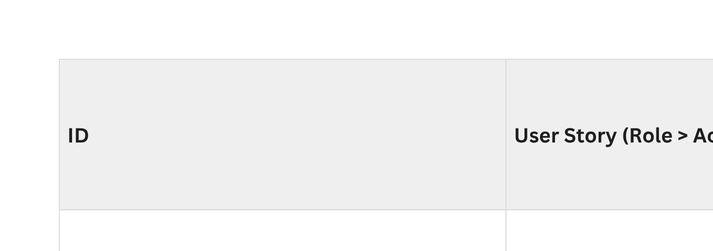 ID
User Story (Role > Ac